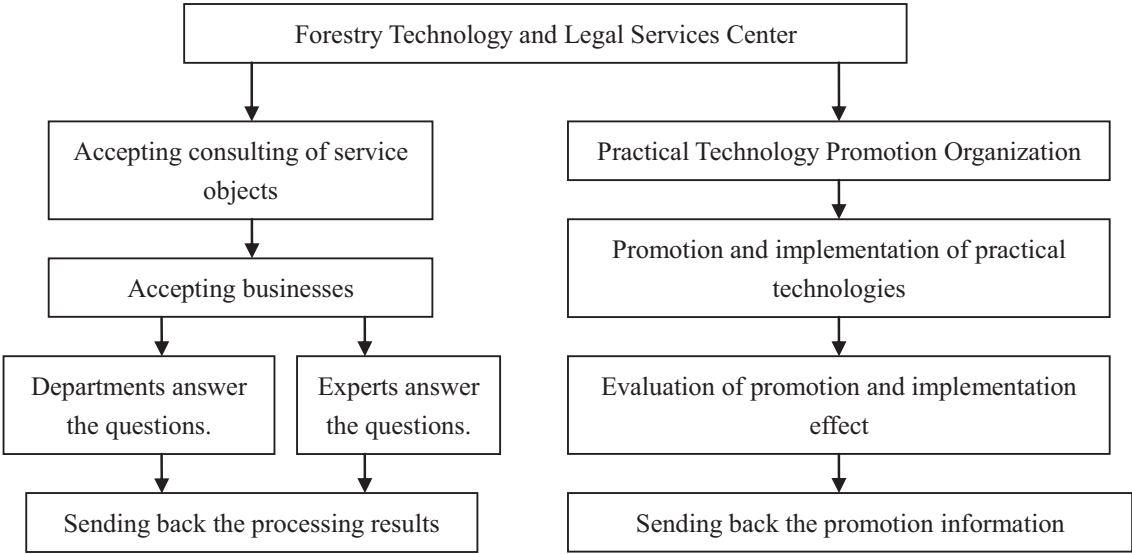 Forestry Technology and Legal Services Center
Accepting consulting of service
objects
Accepting businesses
Departments answer
the questions.
Experts answer
the questions.
Sending back the processing results
Practical Technology Promotion Organization
Promotion and implementation of practical
technologies
Evaluation of promotion and implementation
effect
Sending back the promotion information